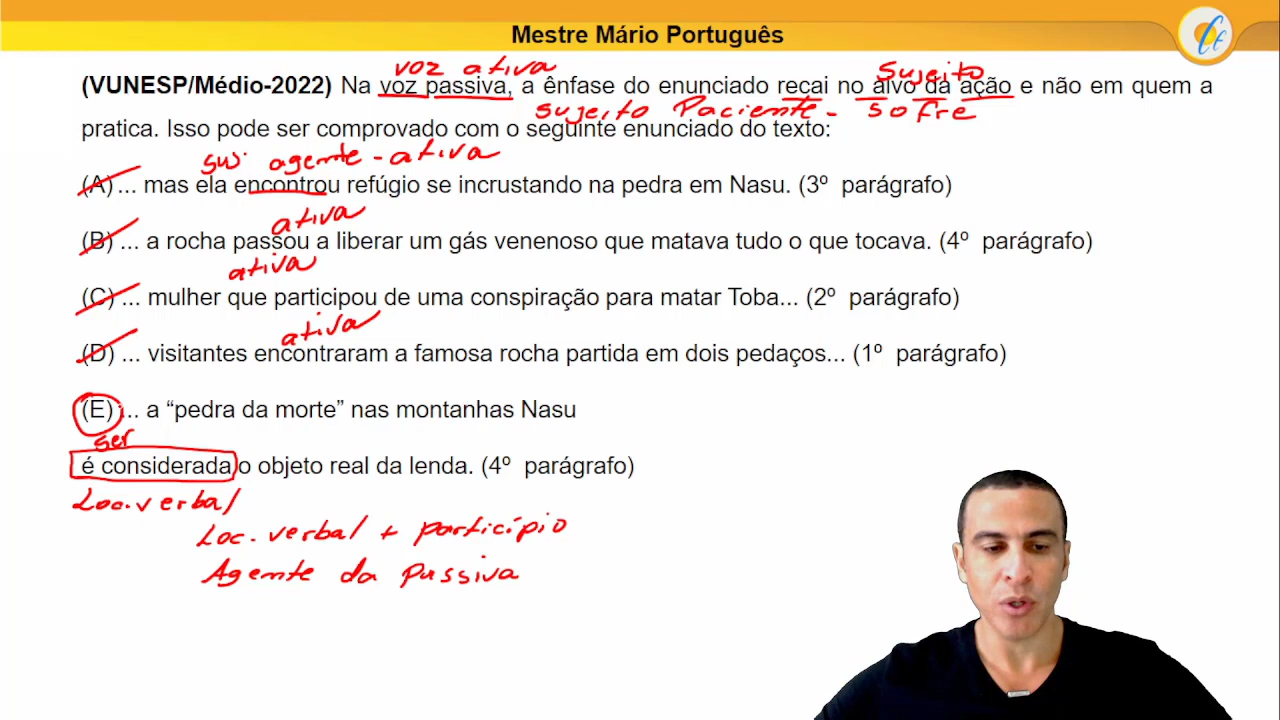 Mestre Mário Português
voz ativa
sujeito
(VUNESP/Médio-2022) Na voz passiva, a ênfase do enunciado recai no alvo da ação e não em quem a
sujeito Paciente - sofre
pratica. Isso pode ser comprovado com o seguinte enunciado do texto:
suj. agente - ativa
(A) ... mas ela encontrou refúgio se incrustando na pedra em Nasu. (3º parágrafo)
ativa
(B) ... a rocha passou a liberar um gás venenoso que matava tudo o que tocava. (4º parágrafo)
ativa
(C) ... mulher que participou de uma conspiração para matar Toba... (2º parágrafo)
ativa
(D) ... visitantes encontraram a famosa rocha partida em dois pedaços... (1º parágrafo)
(E) ... a “pedra da morte” nas montanhas Nasu
ser
é considerada o objeto real da lenda. (4º parágrafo)
Loc. verbal
Loc. verbal + particípio
Agente da passiva